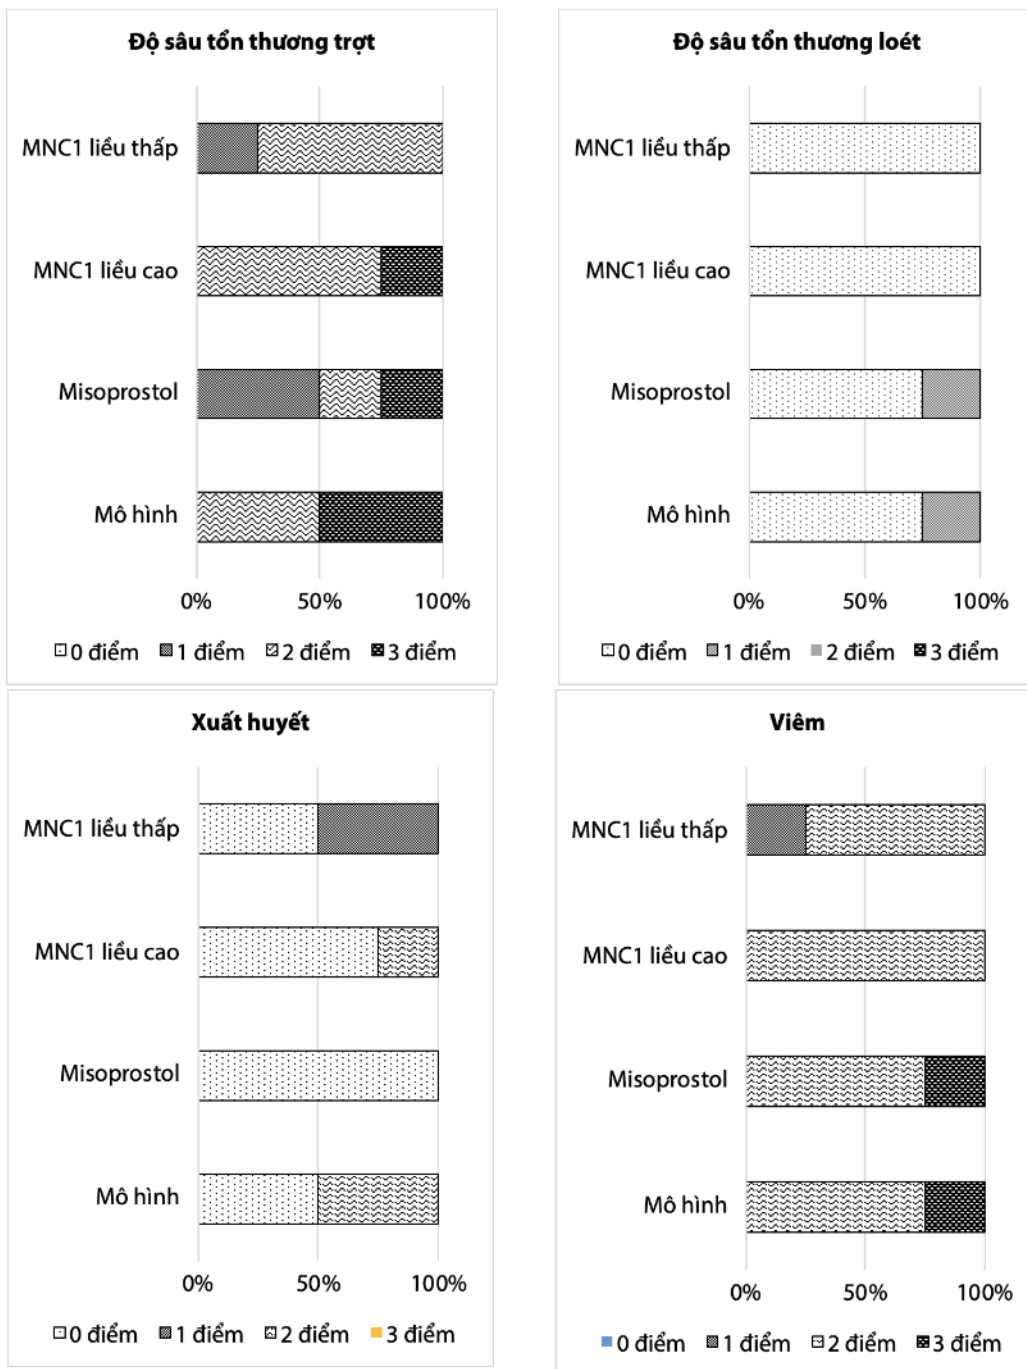 Độ sâu tổn thương trợt
MNC1 liều thấp
MNC1 liều cao
Misoprostol
Mô hình
0% 50% 100%
0 điểm 1 điểm 2 điểm 3 điểm
Độ sâu tổn thương loét
MNC1 liều thấp
MNC1 liều cao
Misoprostol
Mô hình
0% 50% 100%
0 điểm 1 điểm 2 điểm 3 điểm
Xuất huyết
MNC1 liều thấp
MNC1 liều cao
Misoprostol
Mô hình
0% 50% 100%
0 điểm 1 điểm 2 điểm 3 điểm
Viêm
MNC1 liều thấp
MNC1 liều cao
Misoprostol
Mô hình
0% 50% 100%
0 điểm 1 điểm 2 điểm 3 điểm